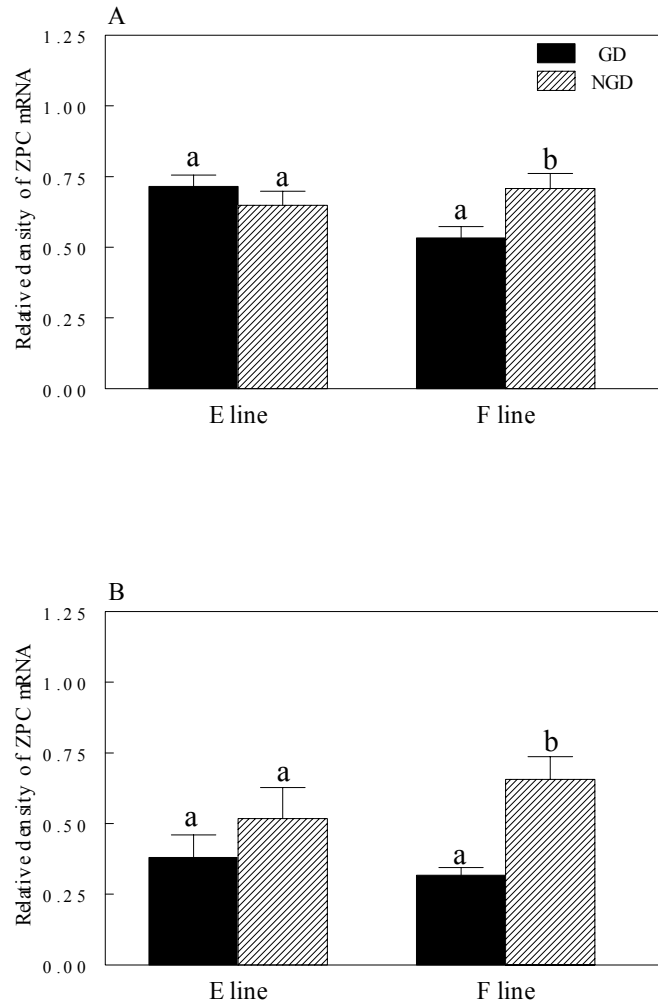 A
1.25
1.00
0.75
0.50
0.25
0.00
Relative density of ZPC mRNA
GD
NGD
a
a
a
b
E line
F line
B
1.25
1.00
0.75
0.50
0.25
0.00
Relative density of ZPC mRNA
a
a
a
b
E line
F line